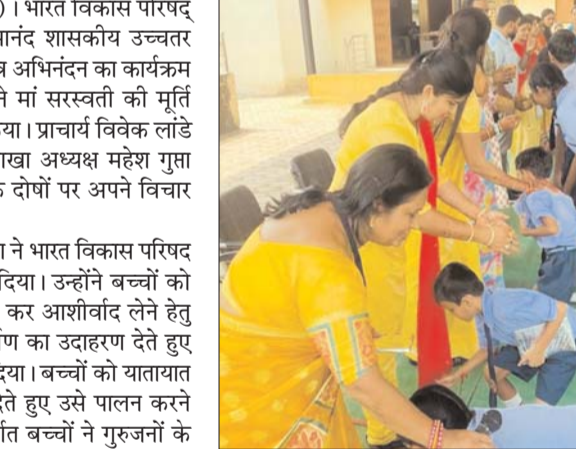 )। भारत विकास परिषद्
शासकीय उच्चतर
अभिनंदन का कार्यक्रम
ने मां सरस्वती की मूर्ति
प्राचार्य विवेक लांडे
अध्यक्ष महेश गुप्ता
दोषों पर अपने विचार
ने भारत विकास परिषद
दिया। उन्होंने बच्चों को
कर आशीर्वाद लेने हेतु
का उदाहरण देते हुए
बच्चों को यातायात
हुए उसे पालन करने
बच्चों ने गुरुजनों के